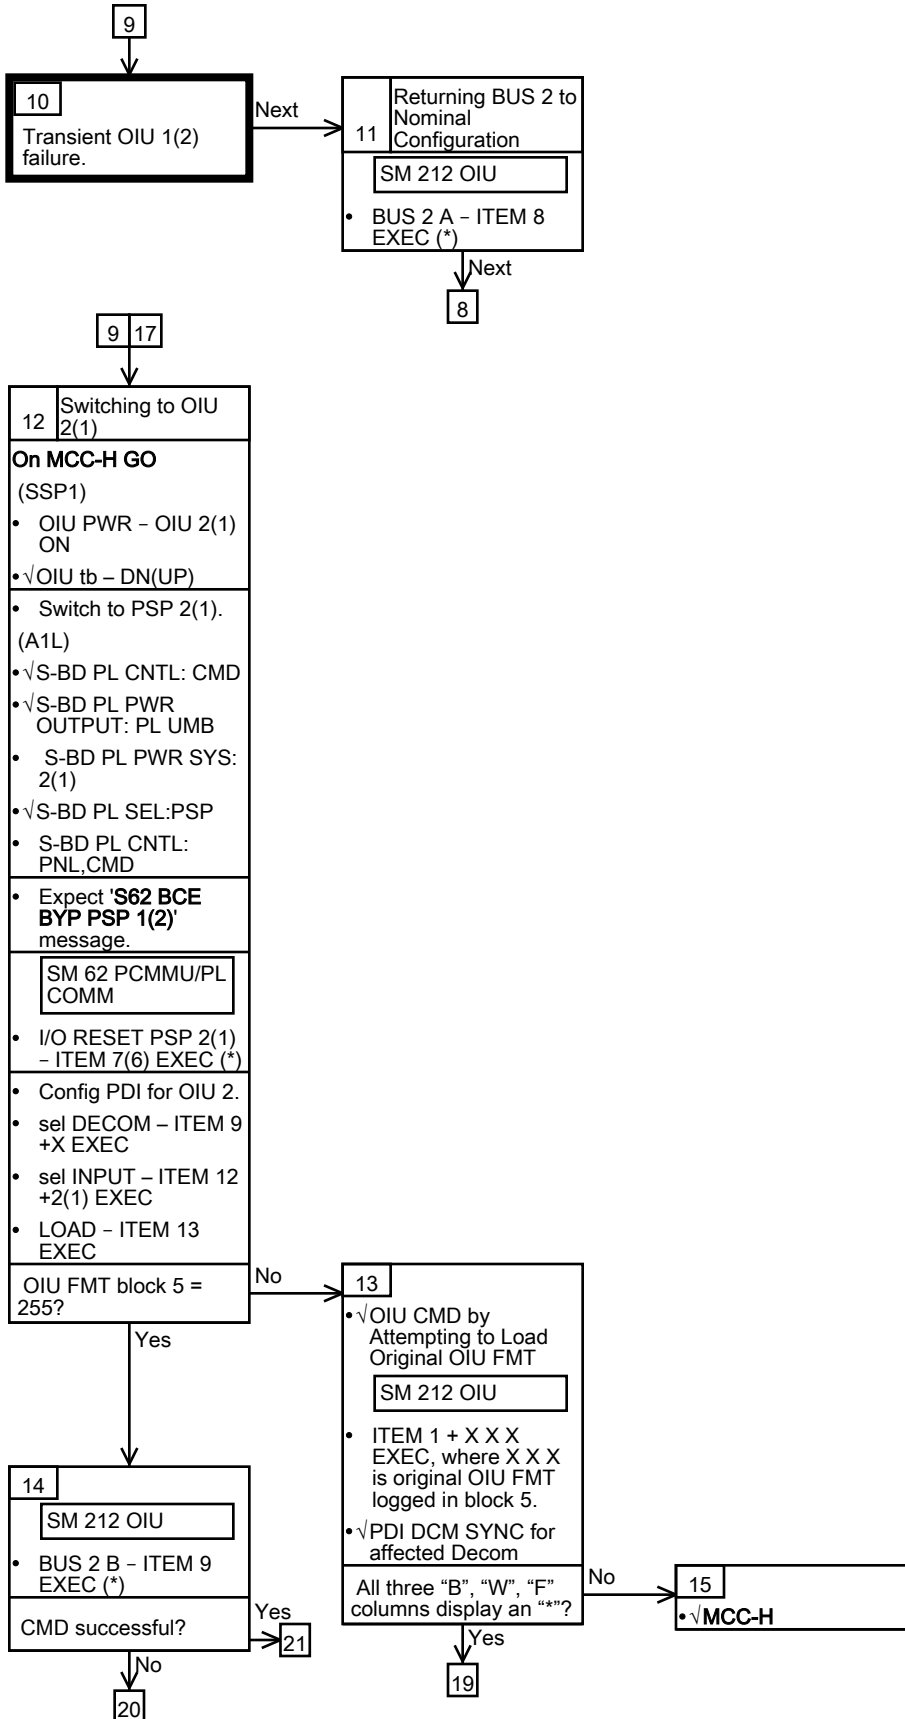 9
10
Transient OIU 1(2)
failure.
Next
11
Returning BUS 2 to
Nominal
Configuration
SM 212 OIU
• BUS 2 A – ITEM 8
EXEC (*)
Next
8
9 17
12
Switching to OIU
2(1)
On MCC-H GO
(SSP1)
• OIU PWR – OIU 2(1)
ON
• √OIU tb – DN(UP)
• Switch to PSP 2(1).
(A1L)
• √S-BD PL CNTL: CMD
• √S-BD PL PWR
OUTPUT: PL UMB
• S-BD PL PWR SYS:
2(1)
• √S-BD PL SEL:PSP
• S-BD PL CNTL:
PNL,CMD
• Expect 'S62 BCE
BYP PSP 1(2)'
message.
SM 62 PCMMU/PL
COMM
• I/O RESET PSP 2(1)
– ITEM 7(6) EXEC (*)
• Config PDI for OIU 2.
• sel DECOM – ITEM 9
+X EXEC
• sel INPUT – ITEM 12
+2(1) EXEC
• LOAD – ITEM 13
EXEC
OIU FMT block 5 =
255?
No
Yes
13
• √OIU CMD by
Attempting to Load
Original OIU FMT
SM 212 OIU
• ITEM 1 + X X X
EXEC, where X X X
is original OIU FMT
logged in block 5.
• √PDI DCM SYNC for
affected Decom
All three “B”, “W”, “F”
columns display an “*”?
No
Yes
19
15
• √MCC-H
14
SM 212 OIU
• BUS 2 B – ITEM 9
EXEC (*)
CMD successful?
Yes
21
No
20